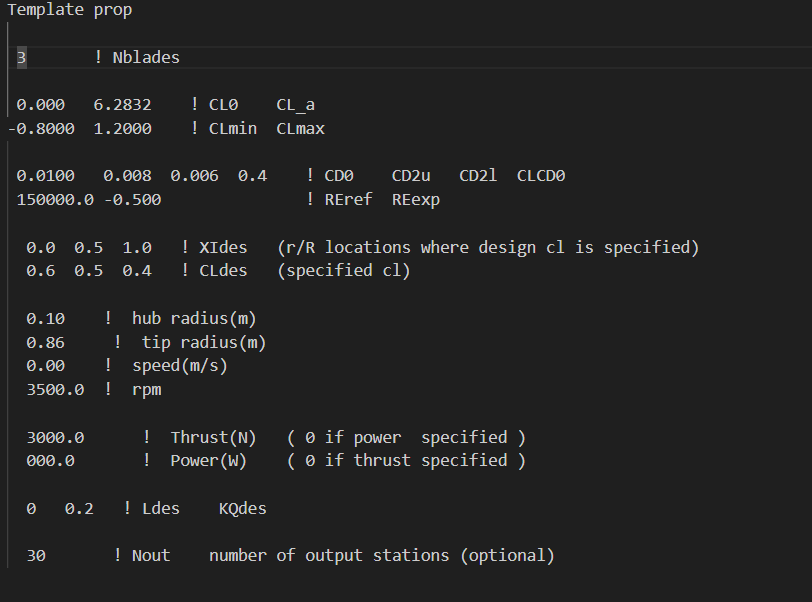 Template prop
3       ! Nblades
0.000   6.2832    ! CL0    CL_a
-0.8000  1.2000    ! CLmin  CLmax
0.0100   0.008  0.006  0.4    ! CD0    CD2u   CD2l  CLCD0
150000.0 -0.500               ! REref  REexp
0.0  0.5  1.0   ! XIdes   (r/R locations where design cl is specified)
0.6  0.5  0.4   ! CLdes   (specified cl)
0.10    !  hub radius(m)
0.86     !  tip radius(m)
0.00    !  speed(m/s)
3500.0  !  rpm
3000.0      !  Thrust(N)   ( 0 if power  specified )
000.0       !  Power(W)    ( 0 if thrust specified )
0   0.2   ! Ldes    KQdes
30       ! Nout    number of output stations (optional)